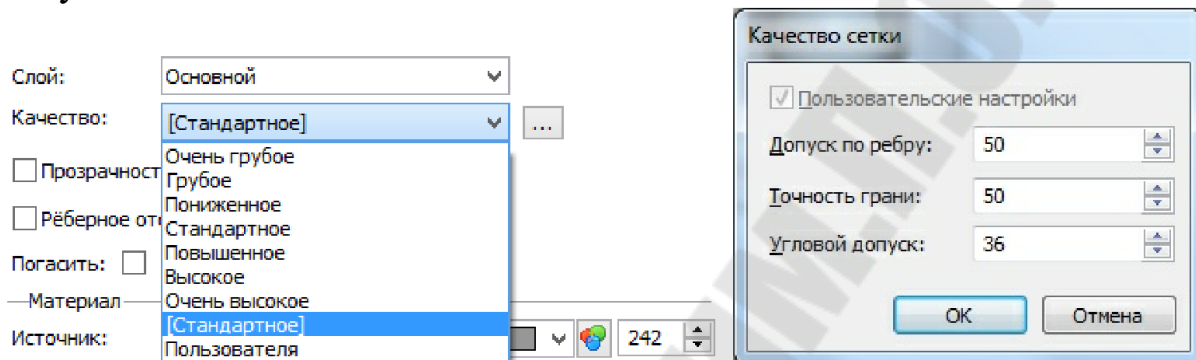 Слой: Основной
Качество: [Стандартное] ...
Очень грубое
Грубое
Пониженное
Стандартное
Повышенное
Высокое
Очень высокое
[Стандартное]
Пользователя
Прозрачност
Рёберное от
Погасить:
Материал
Источник: 242
Качество сетки
Пользовательские настройки
Допуск по ребру: 50
Точность грани: 50
Угловой допуск: 36
ОК Отмена